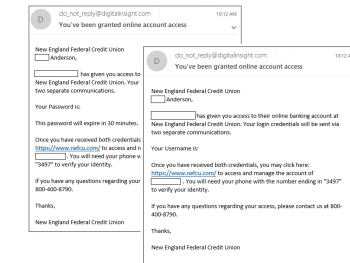 D
do_not_reply@digitalinsight.com
10:12 AM
You've been granted online account access
New England Federal Credit Union
Anderson,
has given you access to
New England Federal Credit Union. Your
two separate communications.
Your Password is:
This password will expire in 30 minutes.
Once you have received both credentials
https://www.nefcu.com/ to access and n
. You will need your phone w
"3497" to verify your identity.
If you have any questions regarding your
800-400-8790.
Thanks,
New England Federal Credit Union
D
do_not_reply@digitalinsight.com
10:12 A
You've been granted online account access
New England Federal Credit Union
Anderson,
has given you access to their online banking account at
New England Federal Credit Union. Your login credentials will be sent via
two separate communications.
Your Username is:
Once you have received both credentials, you may click here:
https://www.nefcu.com/ to access and manage the account of
. You will need your phone with the number ending in "3497"
to verify your identity.
If you have any questions regarding your access, please contact us at 800-
400-8790.
Thanks,
New England Federal Credit Union